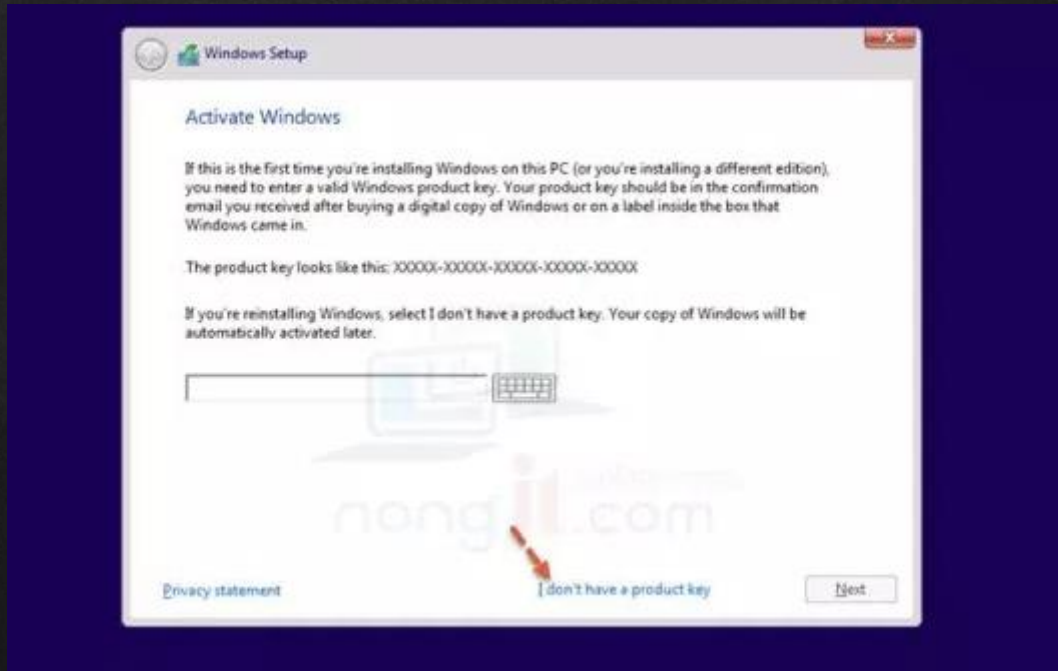 Windows Setup
Activate Windows
If this is the first time you're installing Windows on this PC (or you're installing a different edition),
you need to enter a valid Windows product key. Your product key should be in the confirmation
email you received after buying a digital copy of Windows or on a label inside the box that
Windows came in.
The product key looks like this: XXXXX-XXXXX-XXXXX-XXXXX-XXXXX
If you're reinstalling Windows, select I don't have a product key. Your copy of Windows will be
automatically activated later.
nongit.com
Privacy statement
I don't have a product key
Next